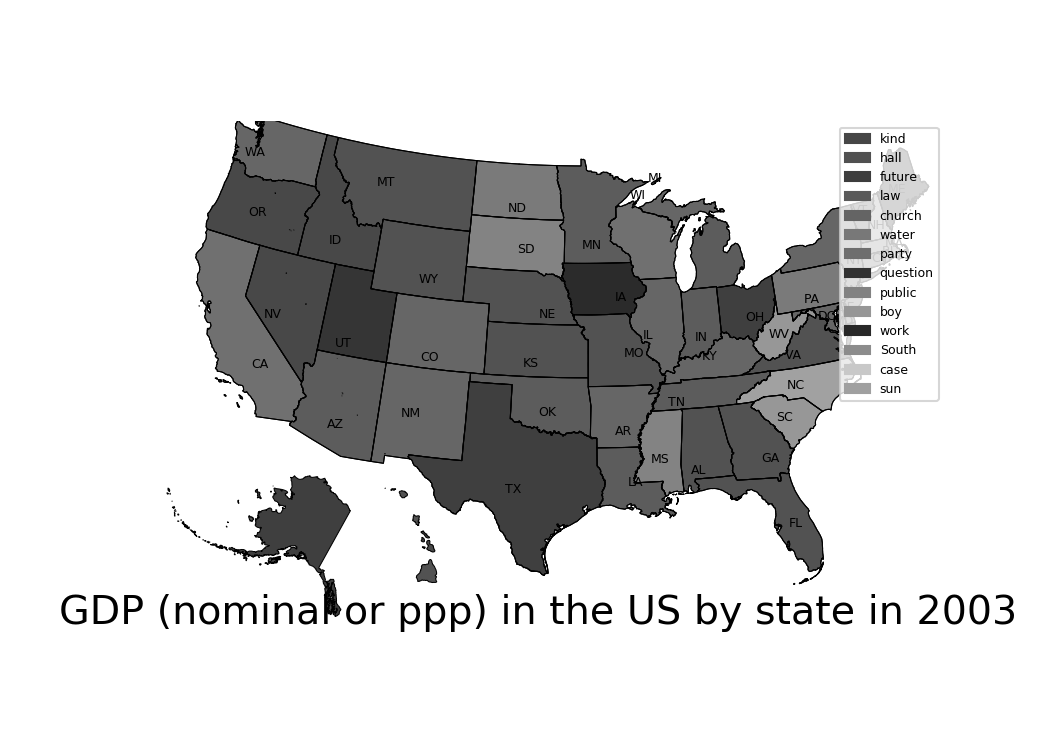 WA
MT
ND
MI
WI
OR
ID
SD
MN
WY
NV
NE
IA
IL
IN
OH
PA
UT
CO
KS
MO
KY
WV
DC
VA
CA
NM
OK
TN
NC
AZ
AR
SC
MS
AL
GA
LA
TX
FL
kind
hall
future
law
church
water
party
question
public
boy
work
South
case
sun
GDP (nominal or ppp) in the US by state in 2003